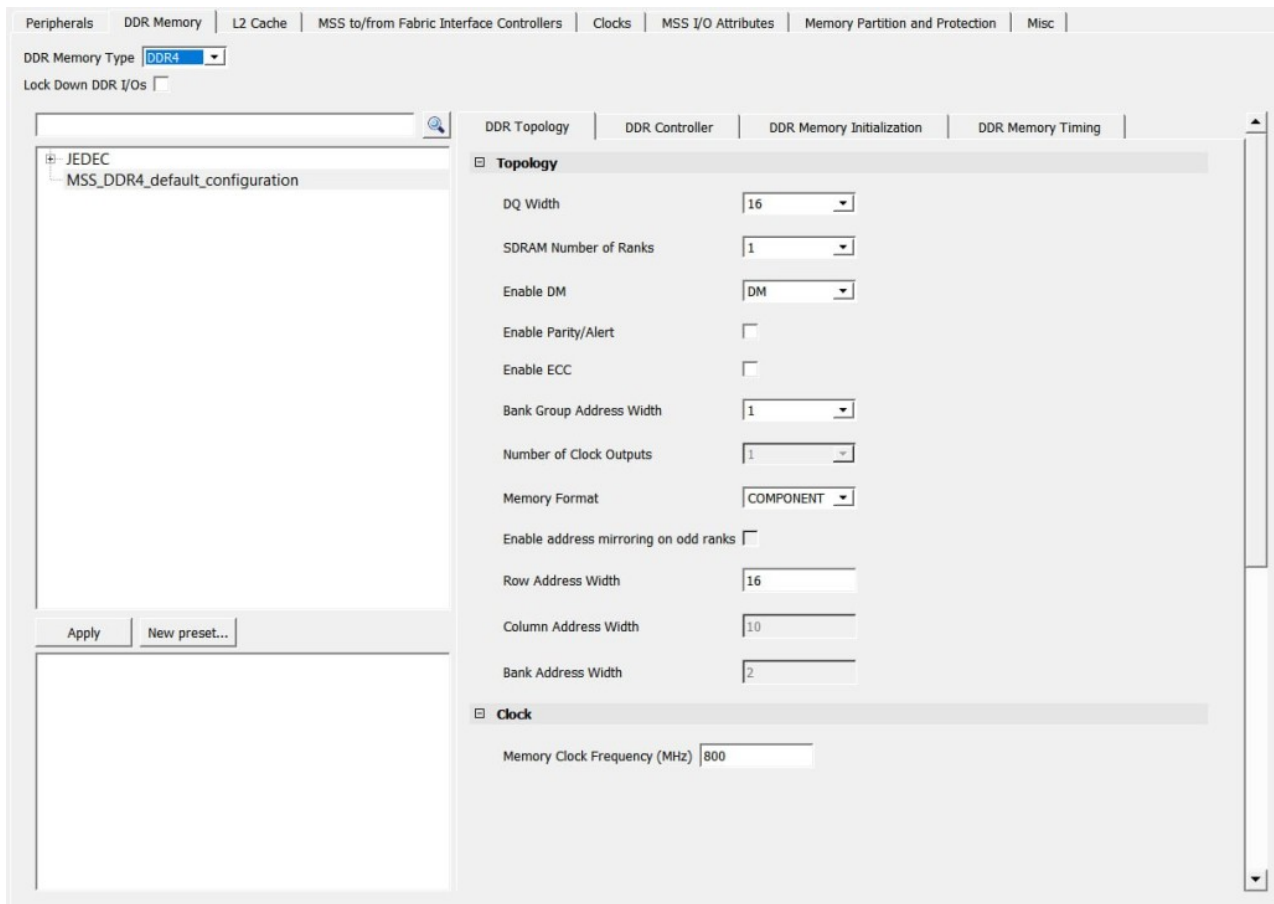 Peripherals DDR Memory L2 Cache MSS to/from Fabric Interface Controllers Clocks MSS I/O Attributes Memory Partition and Protection Misc
DDR Memory Type DDR4
Lock Down DDR I/Os
DDR Topology DDR Controller DDR Memory Initialization DDR Memory Timing
JEDEC
MSS_DDR4_default_configuration
Apply New preset...
Topology
DQ Width 16
SDRAM Number of Ranks 1
Enable DM DM
Enable Parity/Alert
Enable ECC
Bank Group Address Width 1
Number of Clock Outputs 1
Memory Format COMPONENT
Enable address mirroring on odd ranks
Row Address Width 16
Column Address Width 10
Bank Address Width 2
Clock
Memory Clock Frequency (MHz) 800